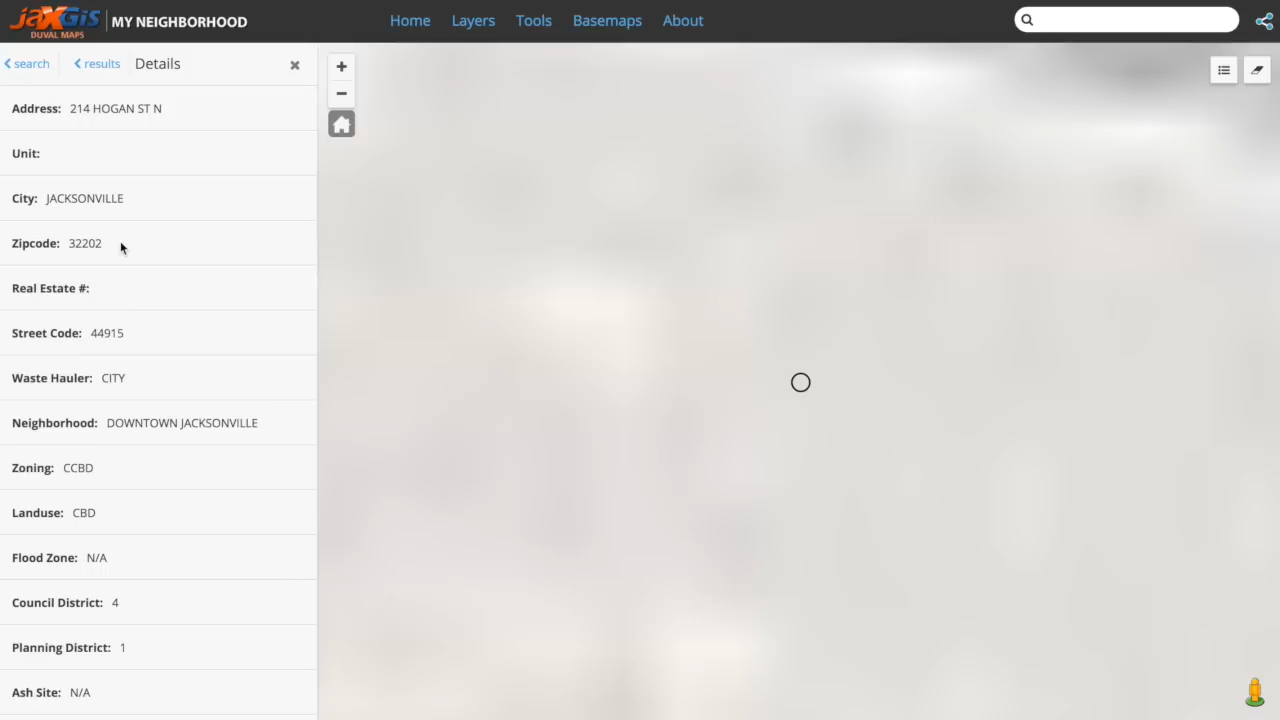 JaXGIS
DUVAL MAPS
MY NEIGHBORHOOD
Home Layers Tools Basemaps About
search results Details
Address: 214 HOGAN ST N
Unit:
City: JACKSONVILLE
Zipcode: 32202
Real Estate #:
Street Code: 44915
Waste Hauler: CITY
Neighborhood: DOWNTOWN JACKSONVILLE
Zoning: CCBD
Landuse: CBD
Flood Zone: N/A
Council District: 4
Planning District: 1
Ash Site: N/A